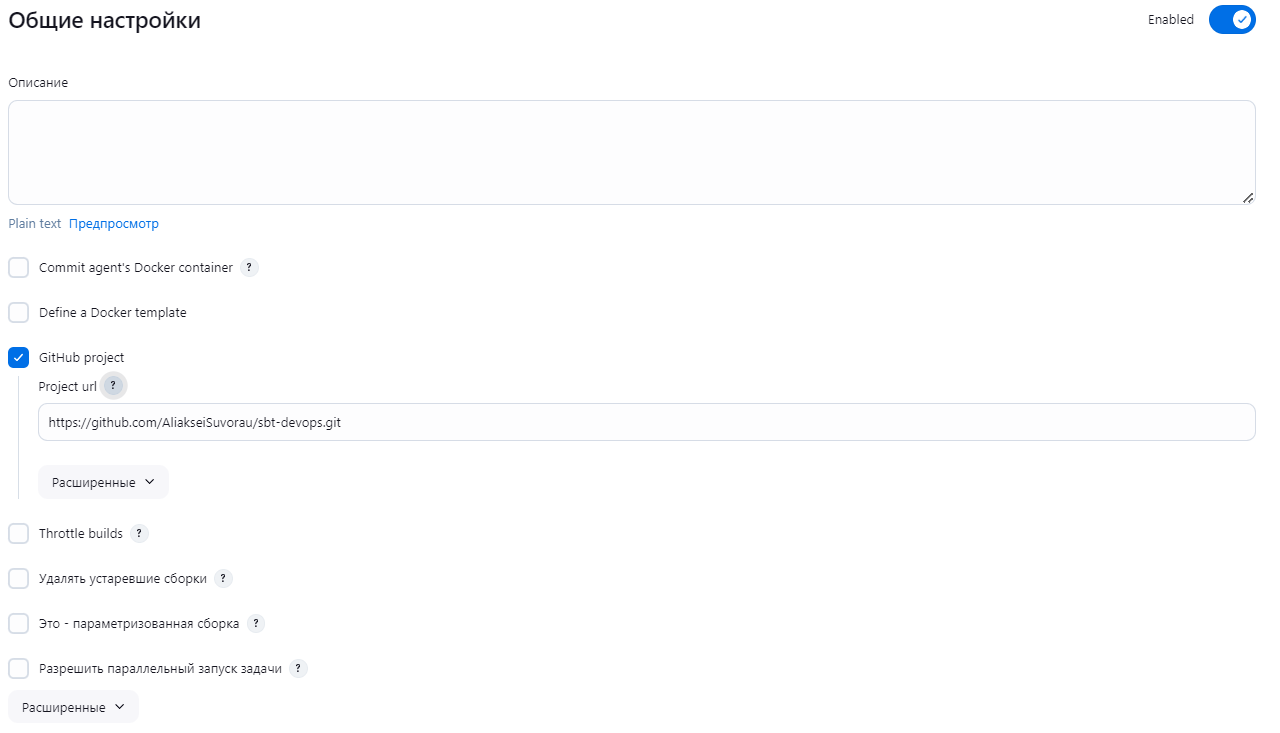 Общие настройки
Enabled
Описание
Plain text Предпросмотр
Commit agent's Docker container ?
Define a Docker template
GitHub project
Project url ?
https://github.com/AliakseiSuvorau/sbt-devops.git
Расширенные
Throttle builds ?
Удалять устаревшие сборки ?
Это - параметризованная сборка ?
Разрешить параллельный запуск задачи ?
Расширенные